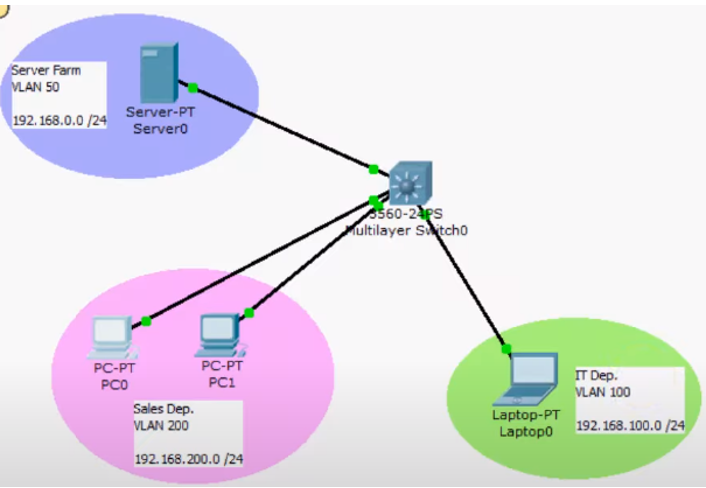 Server Farm
VLAN 50
192.168.0.0 /24
Server-PT
Server0
3560-24PS
Multilayer Switch0
PC-PT
PC0
PC-PT
PC1
Sales Dep.
VLAN 200
192.168.200.0 /24
Laptop-PT
Laptop0
IT Dep.
VLAN 100
192.168.100.0 /24